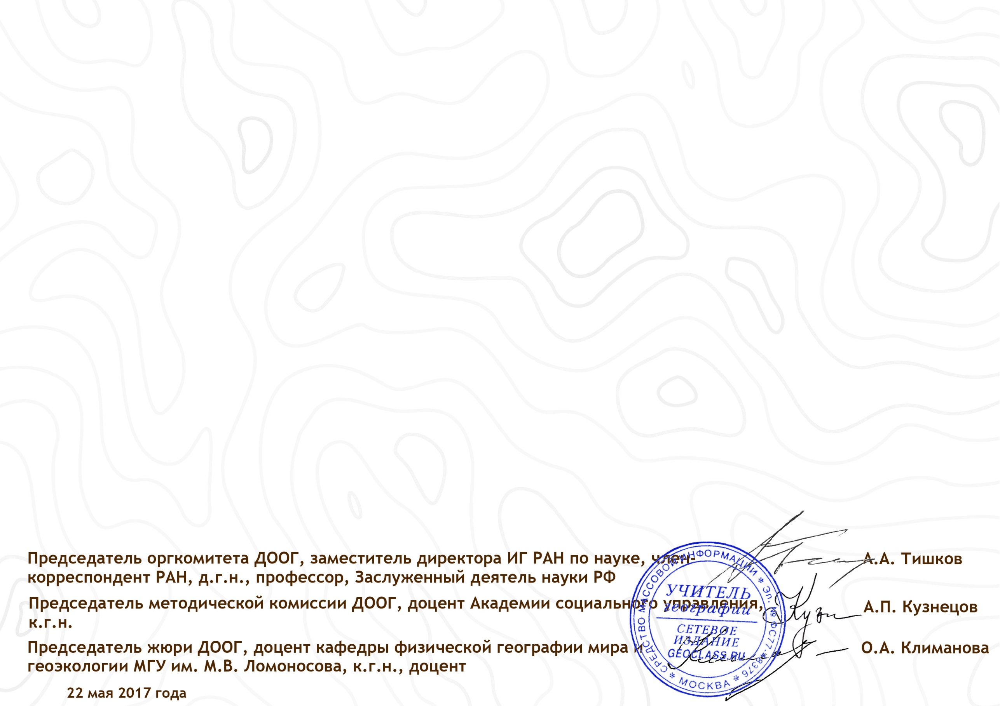 Председатель оргкомитета ДООГ, заместитель директора ИГ РАН по науке, член-
корреспондент РАН, д.г.н., профессор, Заслуженный деятель науки РФ
А.А. Тишков
Председатель методической комиссии ДООГ, доцент Академии социального управления,
к.г.н.
А.П. Кузнецов
Председатель жюри ДООГ, доцент кафедры физической географии мира и
геоэкологии МГУ им. М.В. Ломоносова, к.г.н., доцент
О.А. Климанова
22 мая 2017 года
СРЕДСТВО МАССОВОЙ ИНФОРМАЦИИ * Эл. № ФС77-48376 * МОСКВА *
УЧИТЕЛЬ
географии
СЕТЕВОЕ
ИЗДАНИЕ
GEOCLASS.RU